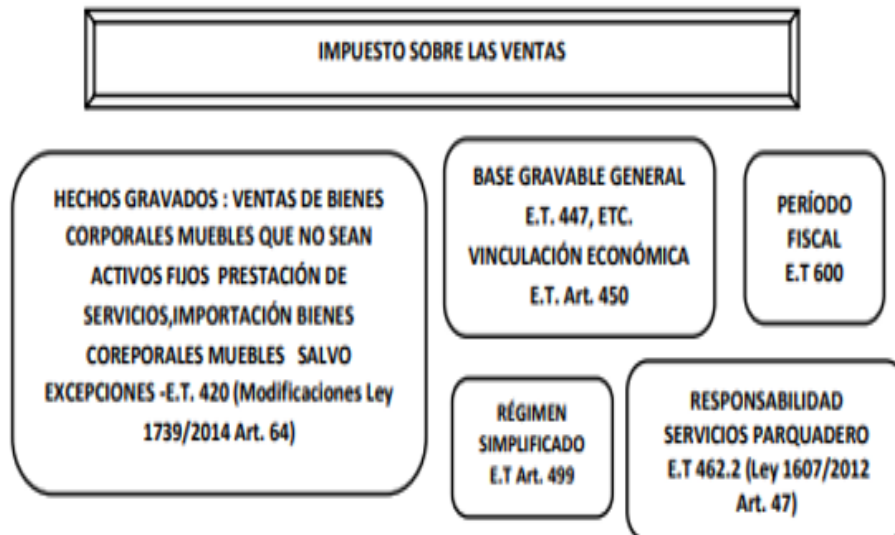 IMPUESTO SOBRE LAS VENTAS
HECHOS GRAVADOS : VENTAS DE BIENES
CORPORALES MUEBLES QUE NO SEAN
ACTIVOS FIJOS PRESTACIÓN DE
SERVICIOS,IMPORTACIÓN BIENES
COREPORALES MUEBLES SALVO
EXCEPCIONES -E.T. 420 (Modificaciones Ley
1739/2014 Art. 64)
BASE GRAVABLE GENERAL
E.T. 447, ETC.
VINCULACIÓN ECONÓMICA
E.T. Art. 450
PERÍODO
FISCAL
E.T 600
RÉGIMEN
SIMPLIFICADO
E.T Art. 499
RESPONSABILIDAD
SERVICIOS PARQUADERO
E.T 462.2 (Ley 1607/2012
Art. 47)